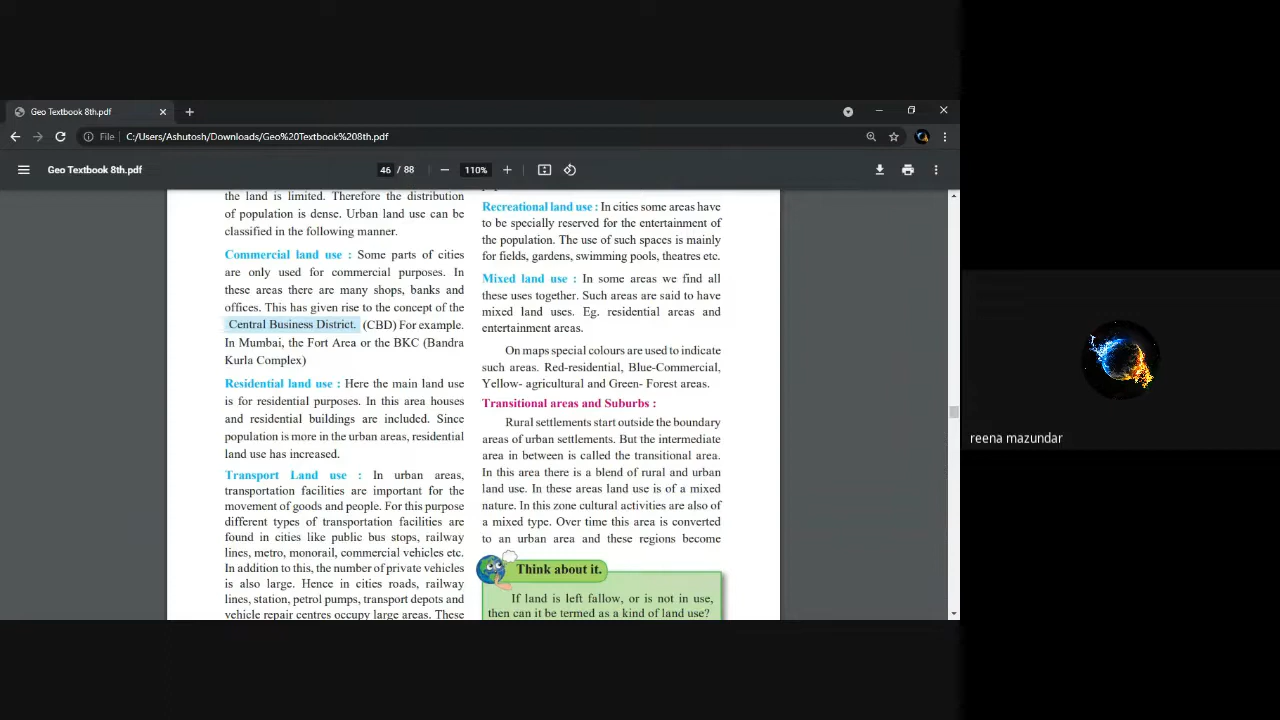 Geo Textbook 8th.pdf
File
C:/Users/Ashutosh/Downloads/Geo%20Textbook%208th.pdf
Geo Textbook 8th.pdf
46 / 88
110%
the land is limited. Therefore the distribution
of population is dense. Urban land use can be
classified in the following manner.
Commercial land use : Some parts of cities
are only used for commercial purposes. In
these areas there are many shops, banks and
offices. This has given rise to the concept of the
Central Business District. (CBD) For example.
In Mumbai, the Fort Area or the BKC (Bandra
Kurla Complex)
Residential land use : Here the main land use
is for residential purposes. In this area houses
and residential buildings are included. Since
population is more in the urban areas, residential
land use has increased.
Transport Land use : In urban areas,
transportation facilities are important for the
movement of goods and people. For this purpose
different types of transportation facilities are
found in cities like public bus stops, railway
lines, metro, monorail, commercial vehicles etc.
In addition to this, the number of private vehicles
is also large. Hence in cities roads, railway
lines, station, petrol pumps, transport depots and
vehicle repair centres occupy large areas. These
Recreational land use : In cities some areas have
to be specially reserved for the entertainment of
the population. The use of such spaces is mainly
for fields, gardens, swimming pools, theatres etc.
Mixed land use : In some areas we find all
these uses together. Such areas are said to have
mixed land uses. Eg. residential areas and
entertainment areas.
On maps special colours are used to indicate
such areas. Red-residential, Blue-Commercial,
Yellow- agricultural and Green- Forest areas.
Transitional areas and Suburbs :
Rural settlements start outside the boundary
areas of urban settlements. But the intermediate
area in between is called the transitional area.
In this area there is a blend of rural and urban
land use. In these areas land use is of a mixed
nature. In this zone cultural activities are also of
a mixed type. Over time this area is converted
to an urban area and these regions become
Think about it.
If land is left fallow, or is not in use,
then can it be termed as a kind of land use?
reena mazundar